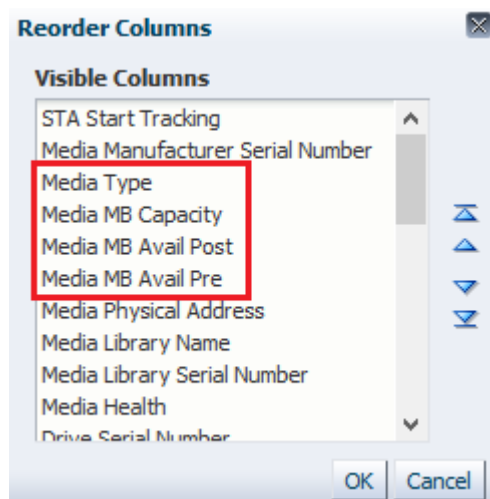 Reorder Columns
Visible Columns
STA Start Tracking
Media Manufacturer Serial Number
Media Type
Media MB Capacity
Media MB Avail Post
Media MB Avail Pre
Media Physical Address
Media Library Name
Media Library Serial Number
Media Health
Drive Serial Number
OK Cancel